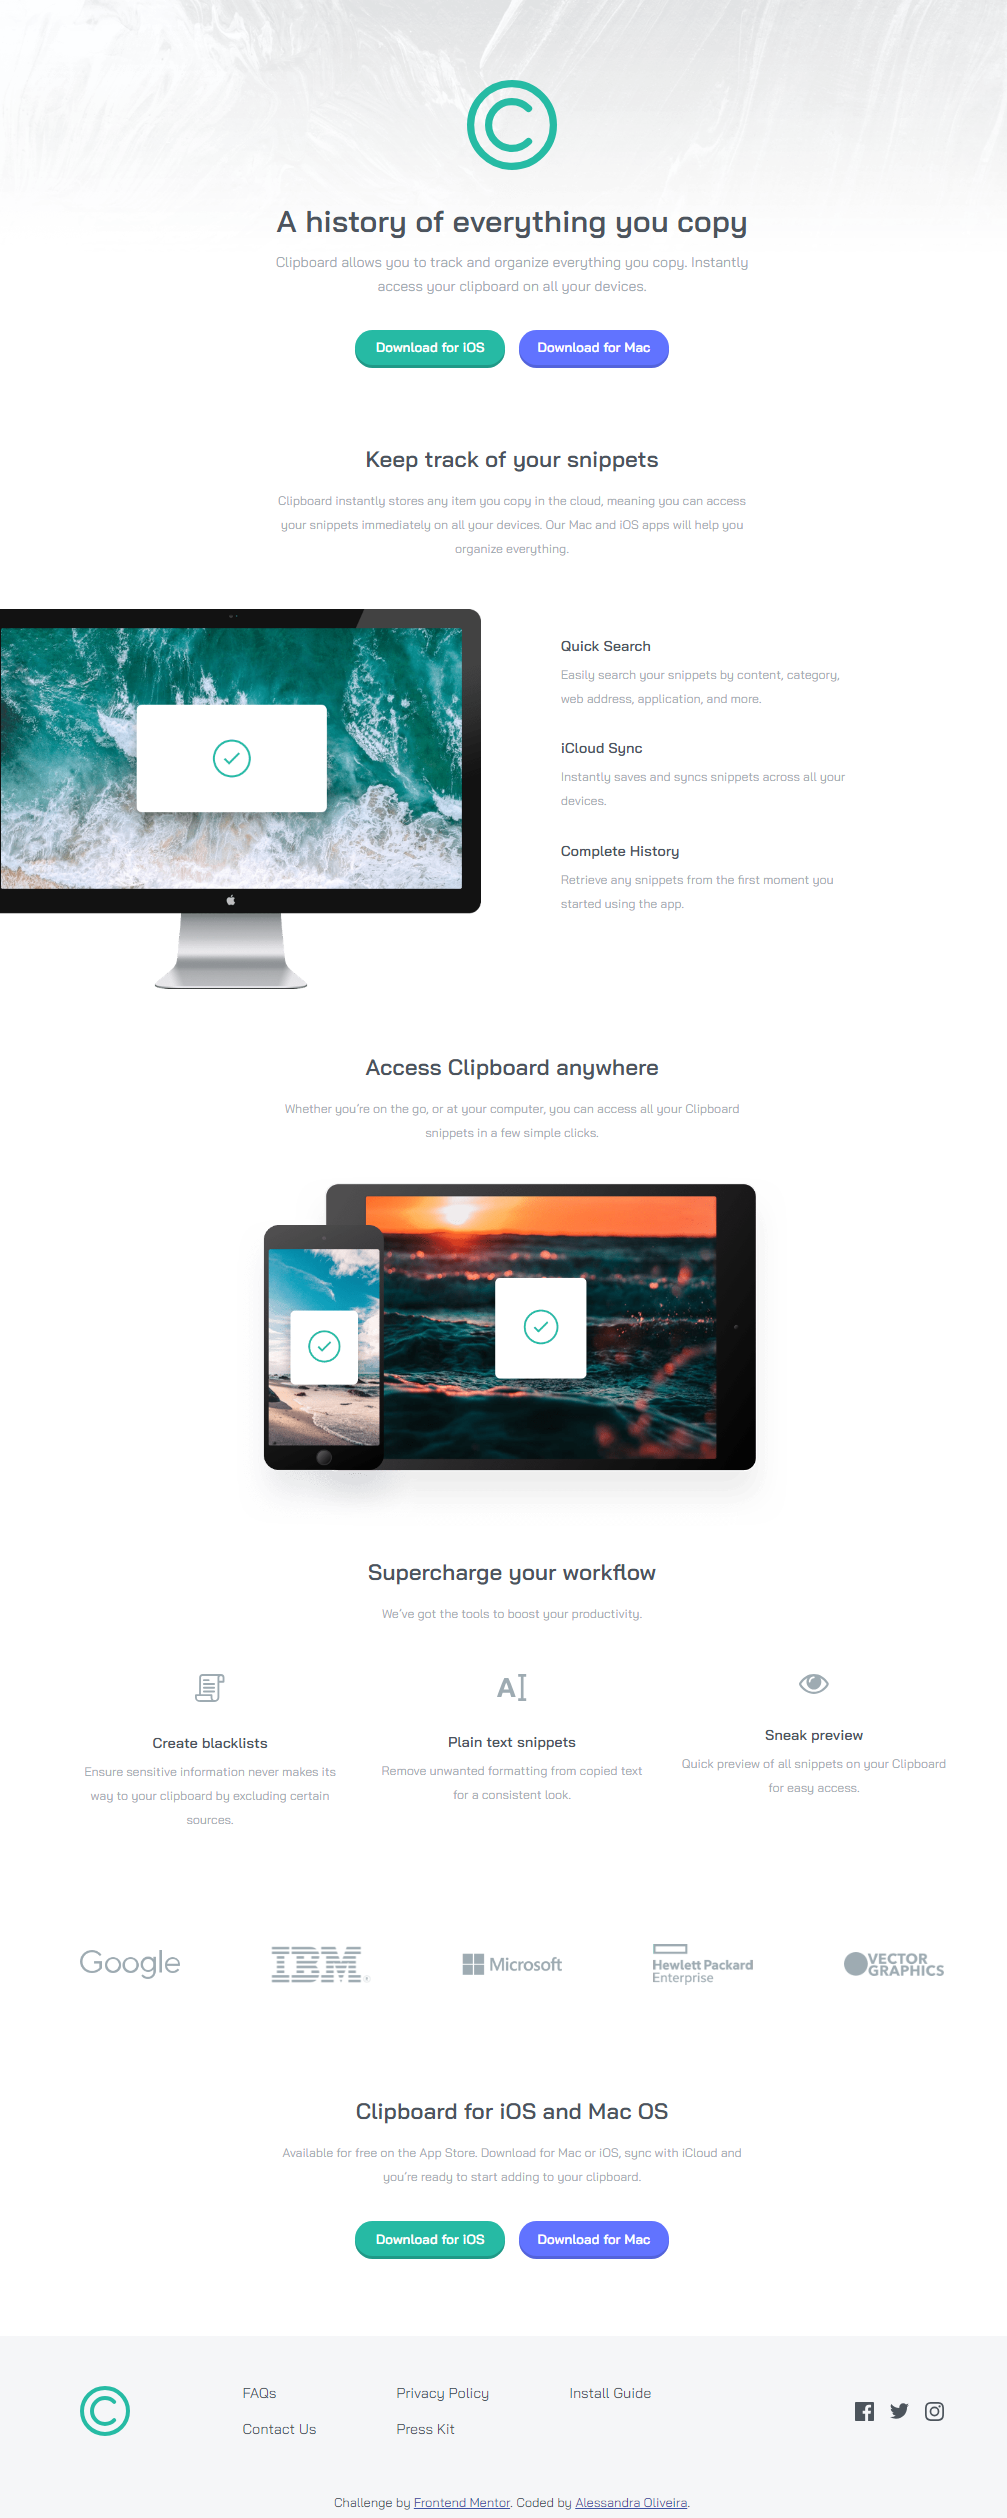 A history of everything you copy
Clipboard allows you to track and organize everything you copy. Instantly
access your clipboard on all your devices.
Download for iOS
Download for Mac
Keep track of your snippets
Clipboard instantly stores any item you copy in the cloud, meaning you can access
your snippets immediately on all your devices. Our Mac and iOS apps will help you
organize everything.
Quick Search
Easily search your snippets by content, category,
web address, application, and more.
iCloud Sync
Instantly saves and syncs snippets across all your
devices.
Complete History
Retrieve any snippets from the first moment you
started using the app.
Access Clipboard anywhere
Whether you're on the go, or at your computer, you can access all your Clipboard
snippets in a few simple clicks.
Supercharge your workflow
We've got the tools to boost your productivity.
Create blacklists
Ensure sensitive information never makes its
way to your clipboard by excluding certain
sources.
Plain text snippets
Remove unwanted formatting from copied text
for a consistent look.
Sneak preview
Quick preview of all snippets on your Clipboard
for easy access.
Google
IBM®
Microsoft
Hewlett Packard
Enterprise
VECTOR
GRAPHICS
Clipboard for iOS and Mac OS
Available for free on the App Store. Download for Mac or iOS, sync with iCloud and
you're ready to start adding to your clipboard.
Download for iOS
Download for Mac
FAQs
Contact Us
Privacy Policy
Press Kit
Install Guide
Challenge by Frontend Mentor. Coded by Alessandra Oliveira.